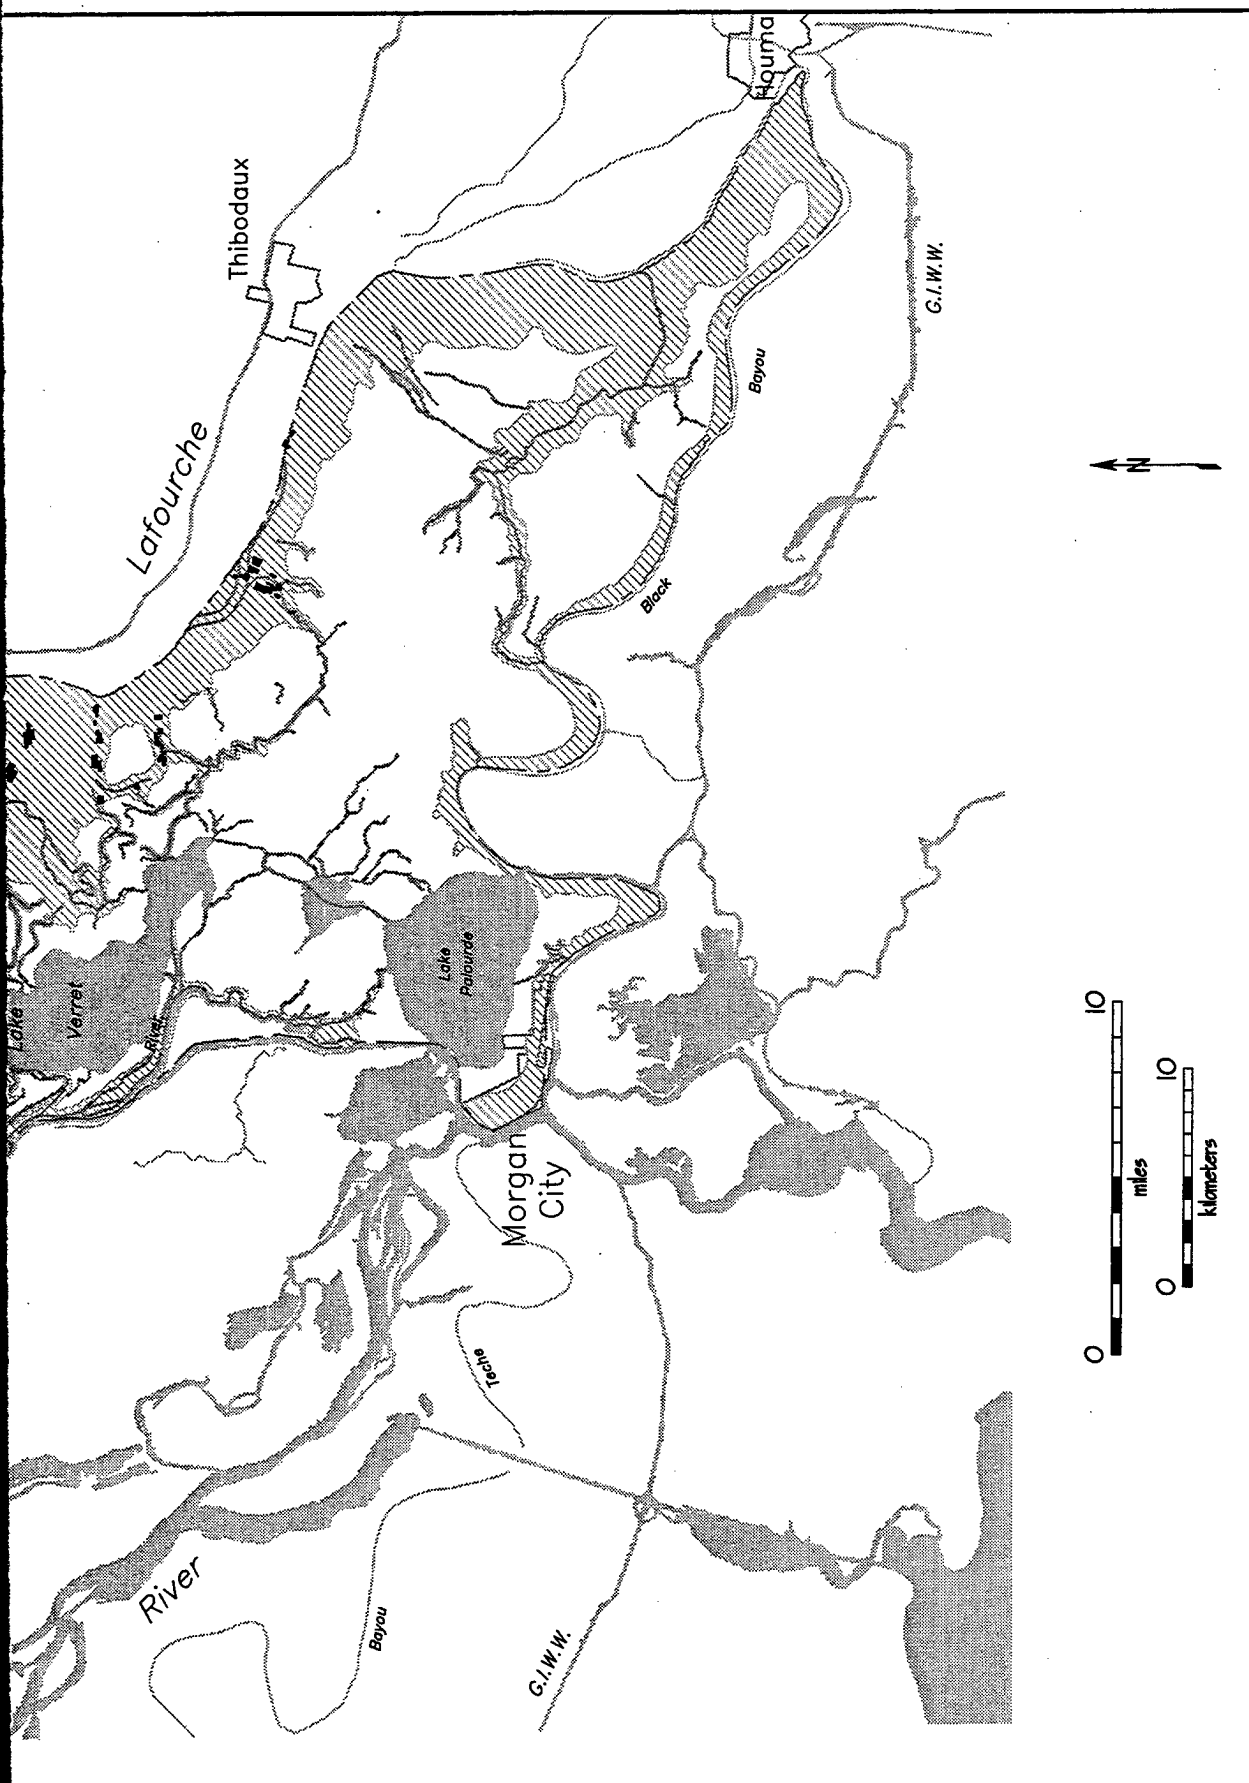 Houma
Thibodaux
Lafourche
G.I.W.W.
Bayou
Black
N
Lake
Verret
River
Lake
Palourde
Morgan
City
Teche
River
Bayou
G.I.W.W.
0 10
miles
0 10
kilometers